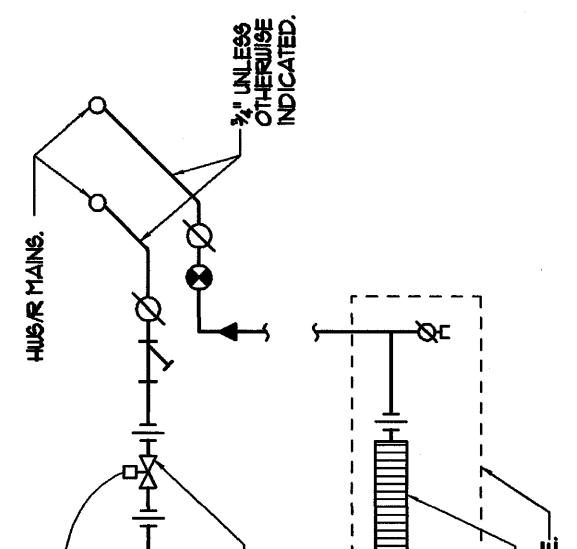 3/4" UNLESS
OTHERWISE
INDICATED.
HWS/R MAINS.